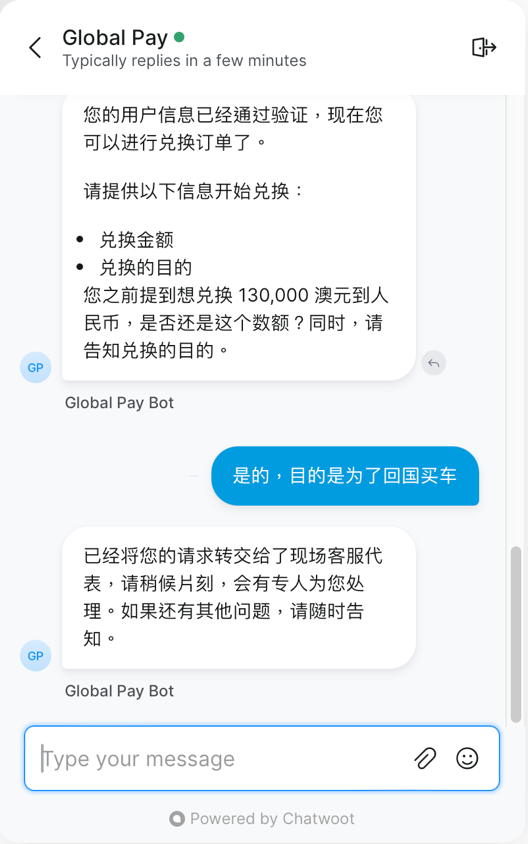 Global Pay
Typically replies in a few minutes
您的用户信息已经通过验证，现在您
可以进行兑换订单了。
请提供以下信息开始兑换：
• 兑换金额
• 兑换的目的
您之前提到想兑换 130,000 澳元到人
民币，是否还是这个数额？同时，请
告知兑换的目的。
GP
Global Pay Bot
是的，目的是为了回国买车
已经将您的请求转交给了现场客服代
表，请稍候片刻，会有专人为您处
理。如果还有其他问题，请随时告
知。
GP
Global Pay Bot
Type your message
Powered by Chatwoot